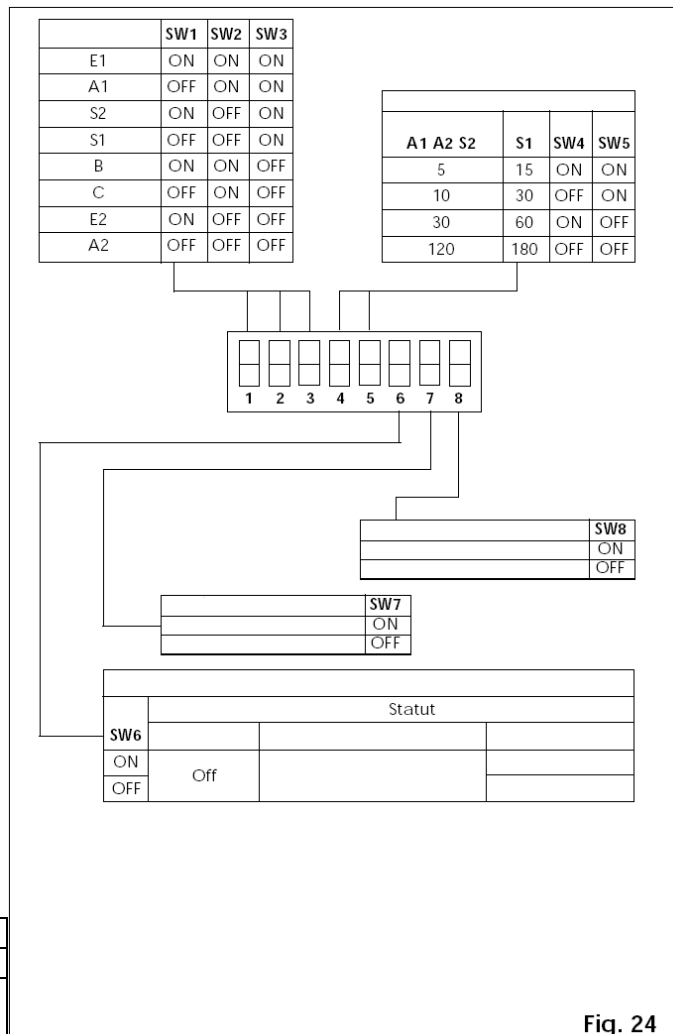 SW1 SW2 SW3
E1 ON ON ON
A1 OFF ON ON
S2 ON OFF ON
S1 OFF OFF ON
B ON ON OFF
C OFF ON OFF
E2 ON OFF OFF
A2 OFF OFF OFF
A1 A2 S2 S1 SW4 SW5
5 15 ON ON
10 30 OFF ON
30 60 ON OFF
120 180 OFF OFF
1 2 3 4 5 6 7 8
SW8
ON
OFF
SW7
ON
OFF
Statut
SW6
ON
Off
OFF
Fig. 24